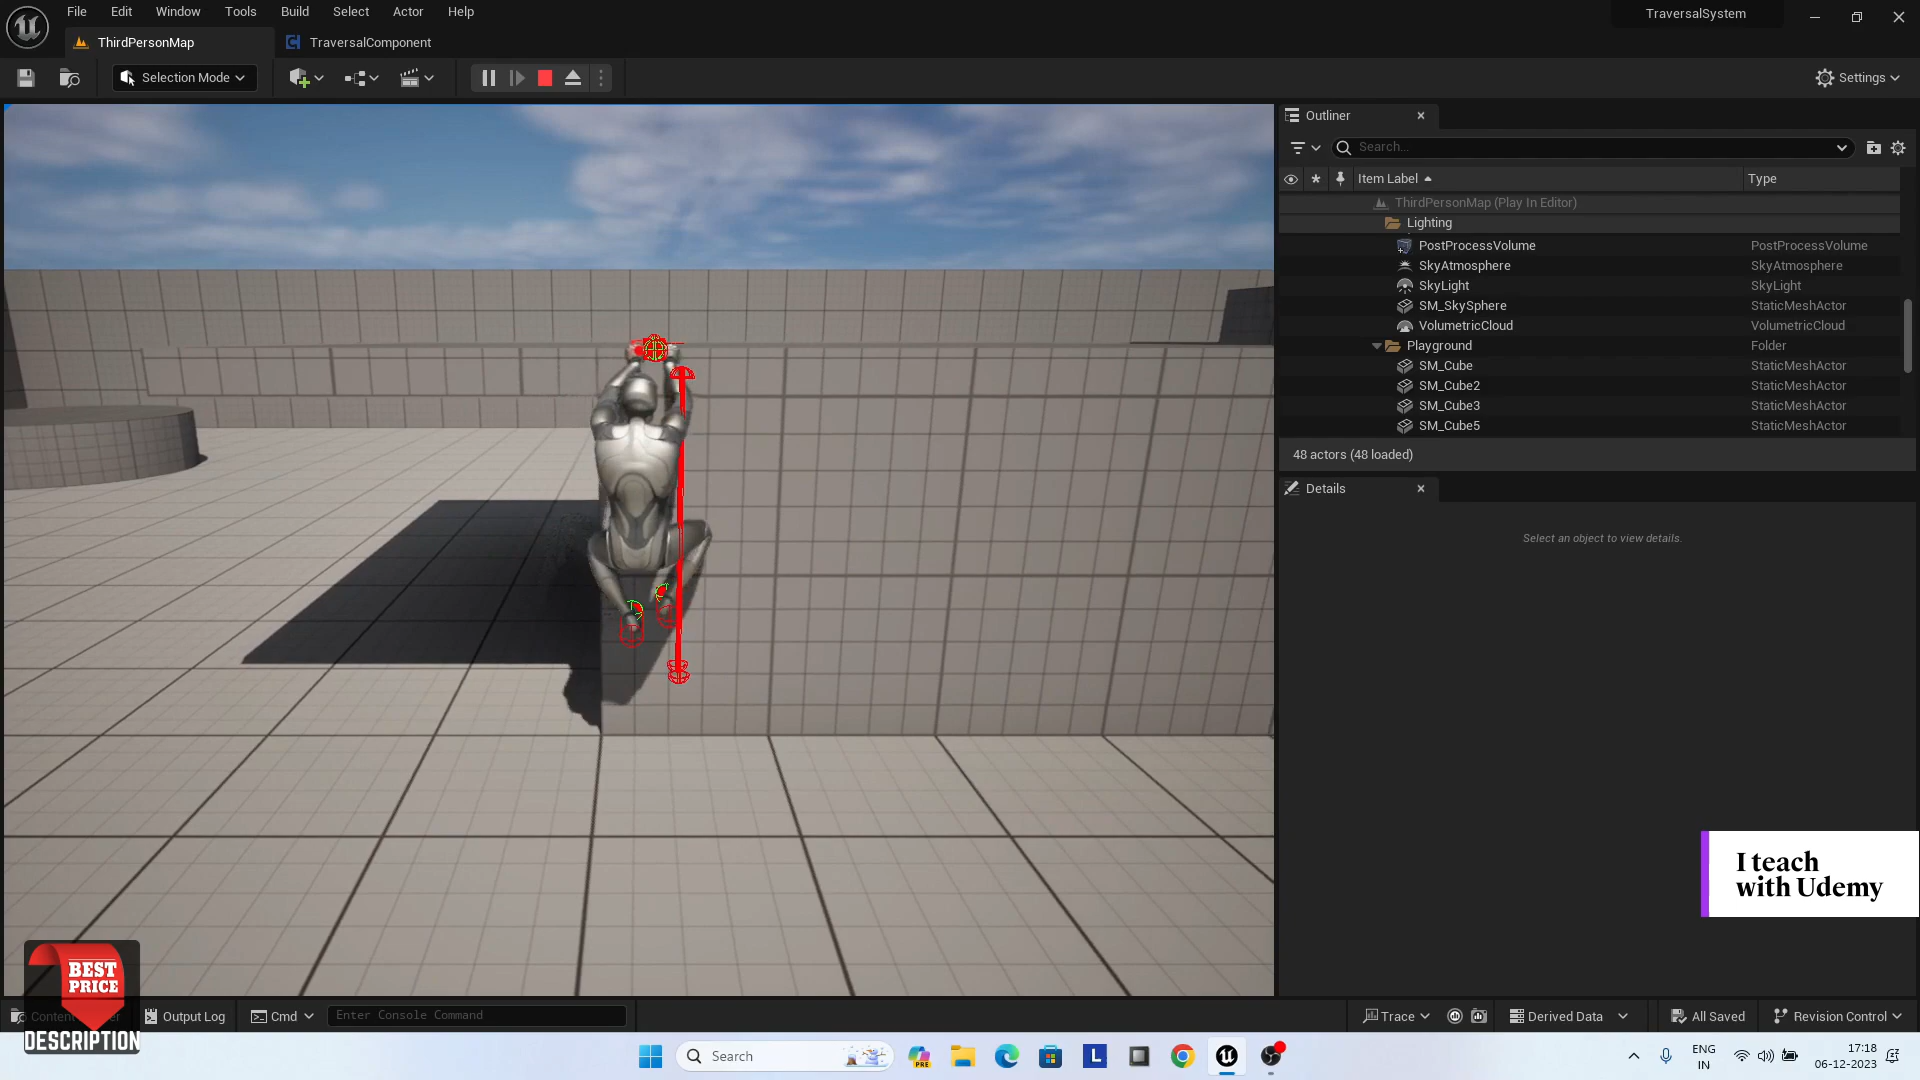 File Edit Window Tools Build Select Actor Help
TraversalSystem
ThirdPersonMap
TraversalComponent
Selection Mode
Settings
Outliner
Search...
Item Label
Type
ThirdPersonMap (Play In Editor)
Lighting
PostProcessVolume PostProcessVolume
SkyAtmosphere SkyAtmosphere
SkyLight SkyLight
SM_SkySphere StaticMeshActor
VolumetricCloud VolumetricCloud
Playground Folder
SM_Cube StaticMeshActor
SM_Cube2 StaticMeshActor
SM_Cube3 StaticMeshActor
SM_Cube5 StaticMeshActor
48 actors (48 loaded)
Details
Select an object to view details.
I teach
with Udemy
BEST
PRICE
DESCRIPTION
Output Log
Cmd
Enter Console Command
Trace
Derived Data
All Saved
Revision Control
Search
PRE
L
ENG
IN
17:18
06-12-2023